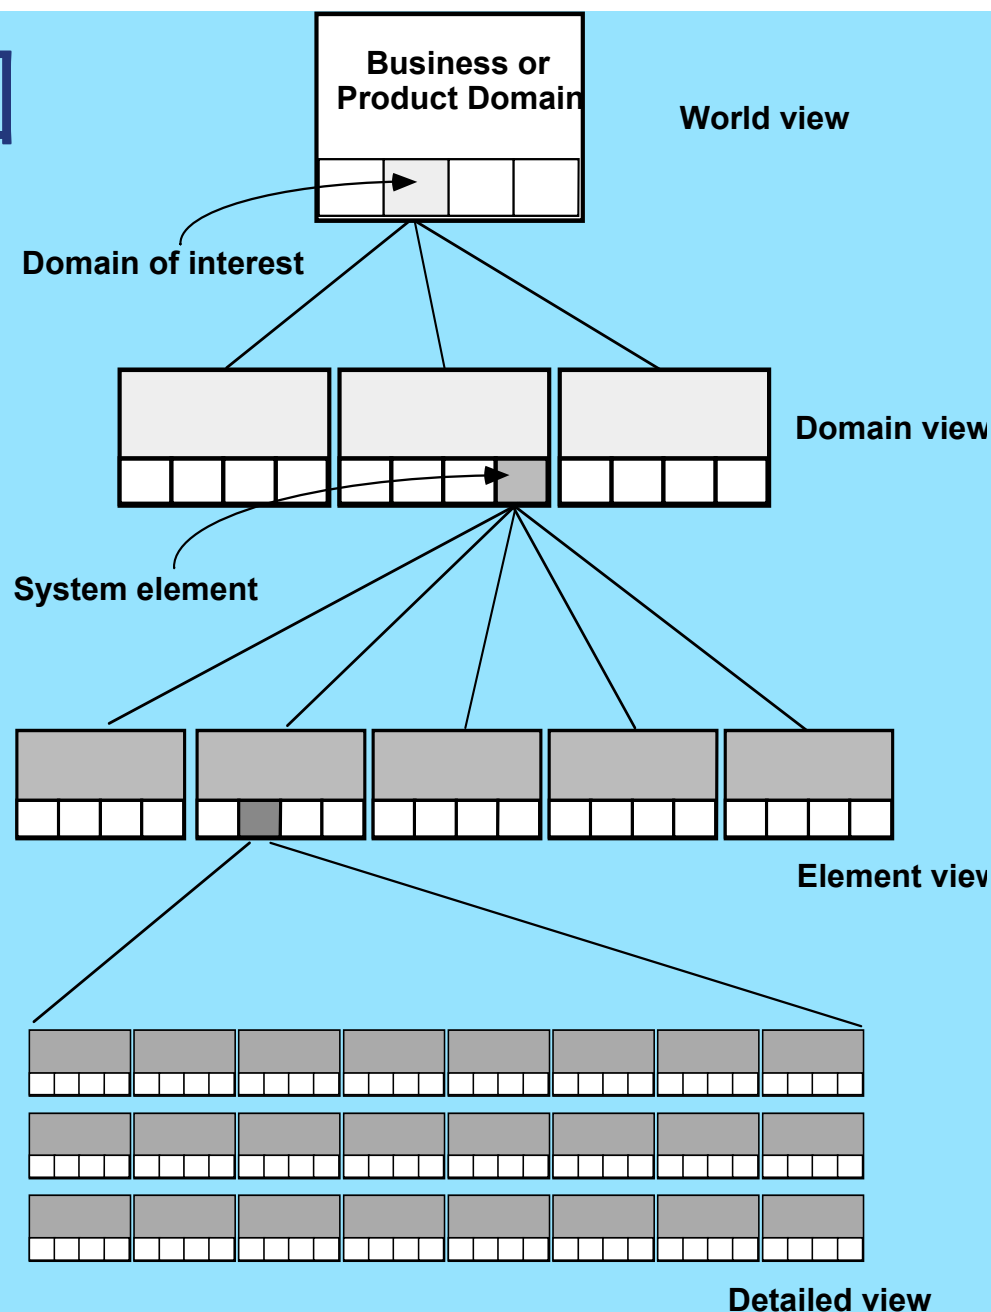 Business or
Product Domain
World view
Domain of interest
Domain view
System element
Element view
Detailed view